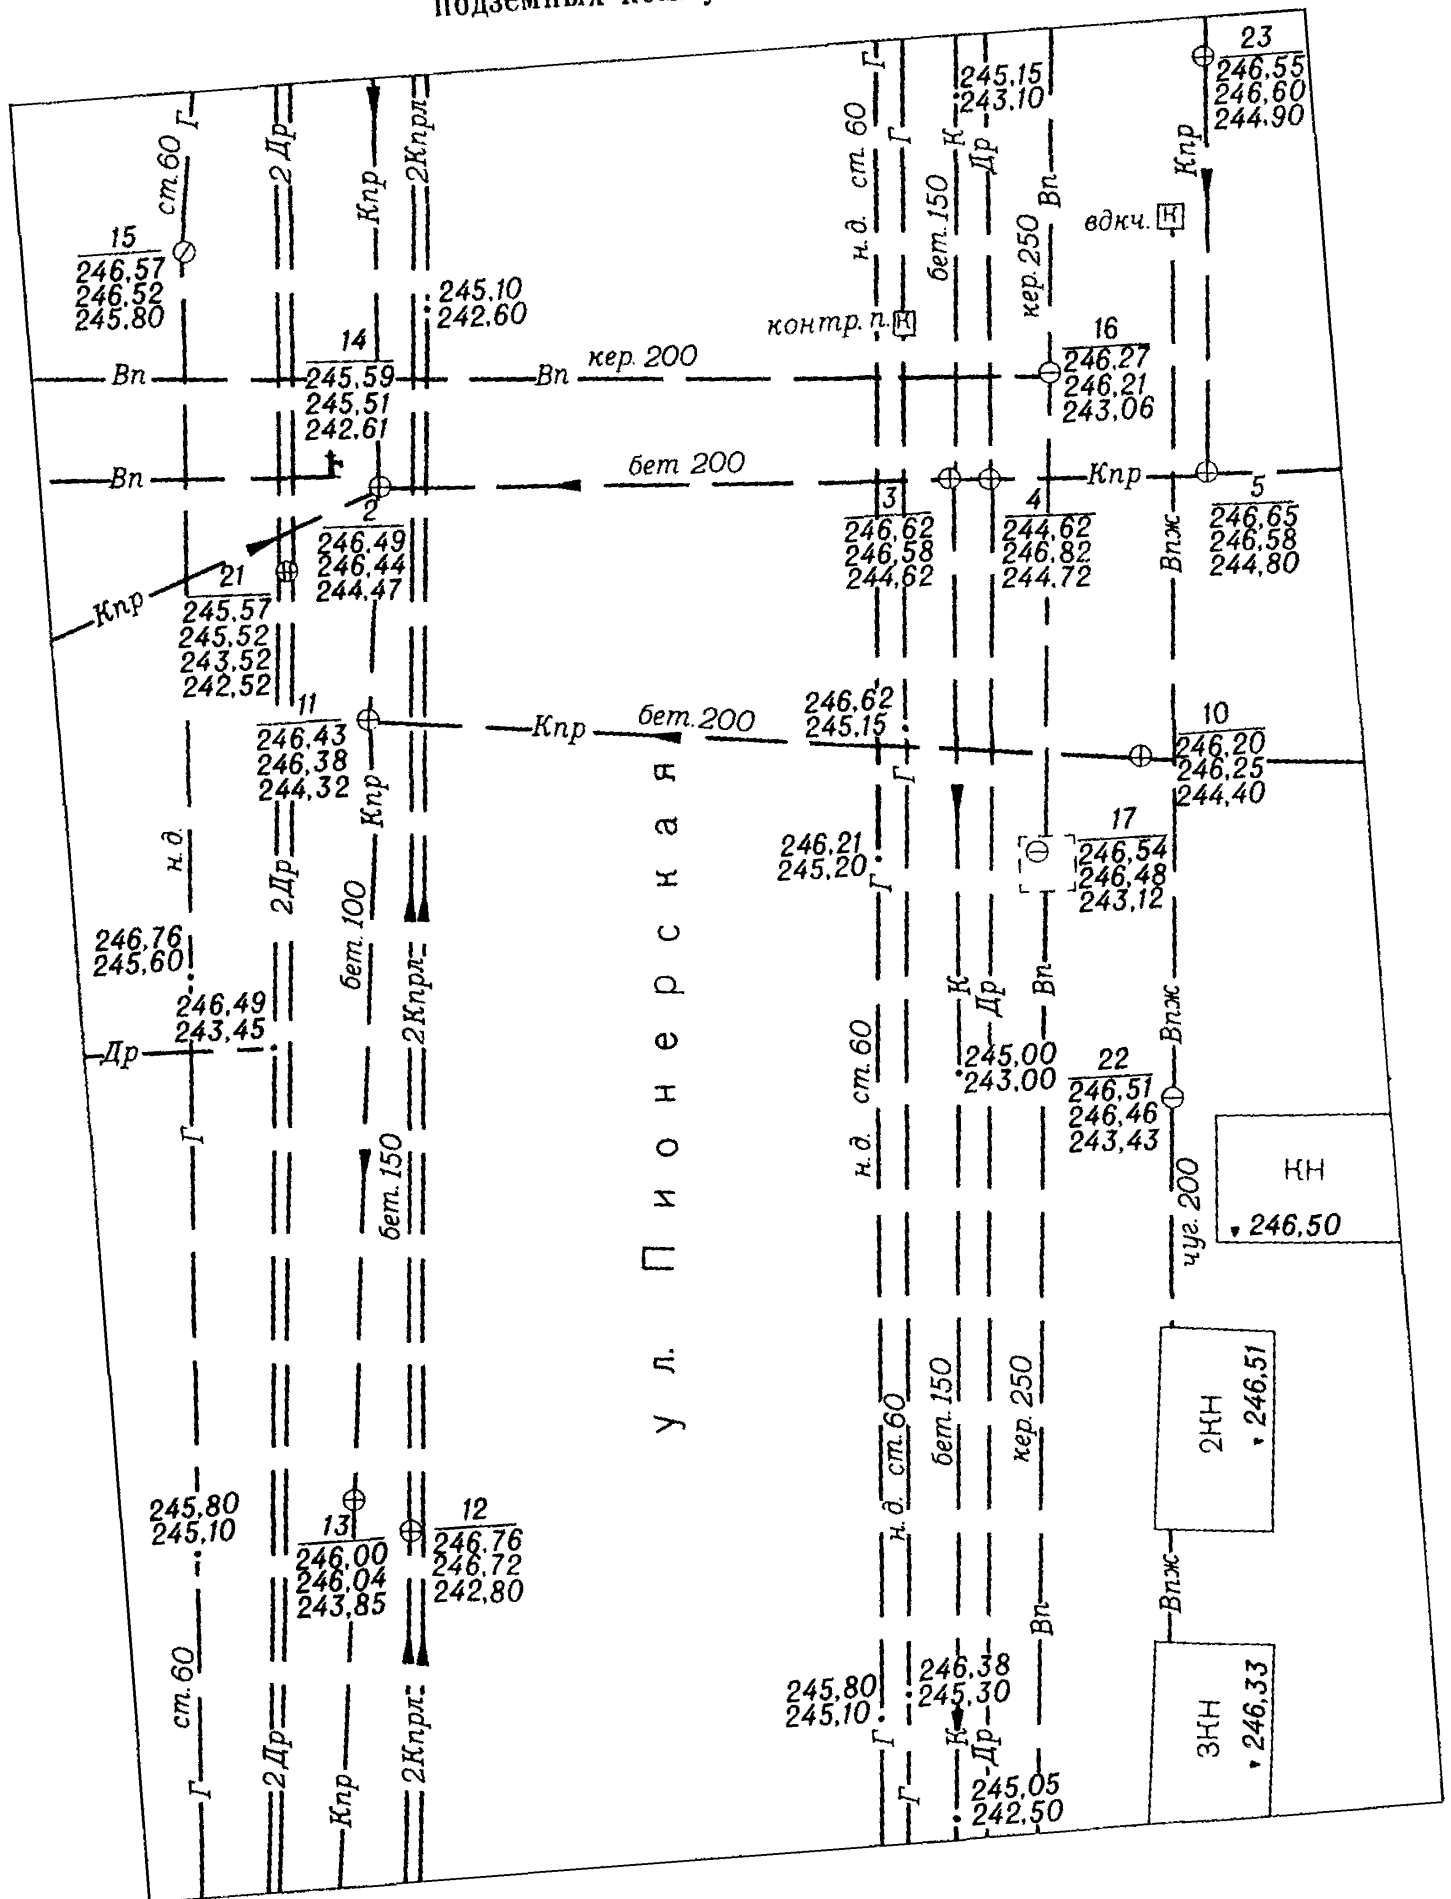 23
246,55
246,60
244,90
Кпр
Г
ст.60
2Др
Кпр
2Кпрл
Г
ст. 60
н.д.
Г
К
бет.150
245,15
243,10
Др
Вп
кер.250
вдкч.
К
15
246,57
246,52
245,80
245,10
242,60
контр. п.
К
14
245,59
245,51
242,61
Вп
Вп
кер. 200
16
246,27
246,21
243,06
Вп
бет 200
Кпр
2
246,49
246,44
244,47
3
246,62
246,58
244,62
4
244,62
246,82
244,72
5
246,65
246,58
244,80
Впж
Кпр
21
245,57
245,52
243,52
242,52
11
246,43
246,38
244,32
Кпр
бет.200
246,62
245,15
10
246,20
246,25
244,40
Кпр
н.д.
2Др
бет. 100
Г
246,21
245,20
Г
17
246,54
246,48
243,12
246,76
245,60
246,49
243,45
Др
2Кпрл
К
Др
Вп
Впж
245,00
243,00
22
246,51
246,46
243,43
Г
бет. 150
н.д. ст. 60
чуг. 200
КН
246,50
ул. Пионерская
н.д. ст.60
бет.150
кер. 250
2КН
246,51
245,80
245,10
13
246,00
246,04
243,85
12
246,76
246,72
242,80
Впж
Вп
ст.60
Г
2Др
Кпр
2Кпрл
245,80
245,10
Г
Г
246,38
245,30
К
Др
245,05
242,50
3КН
246,33